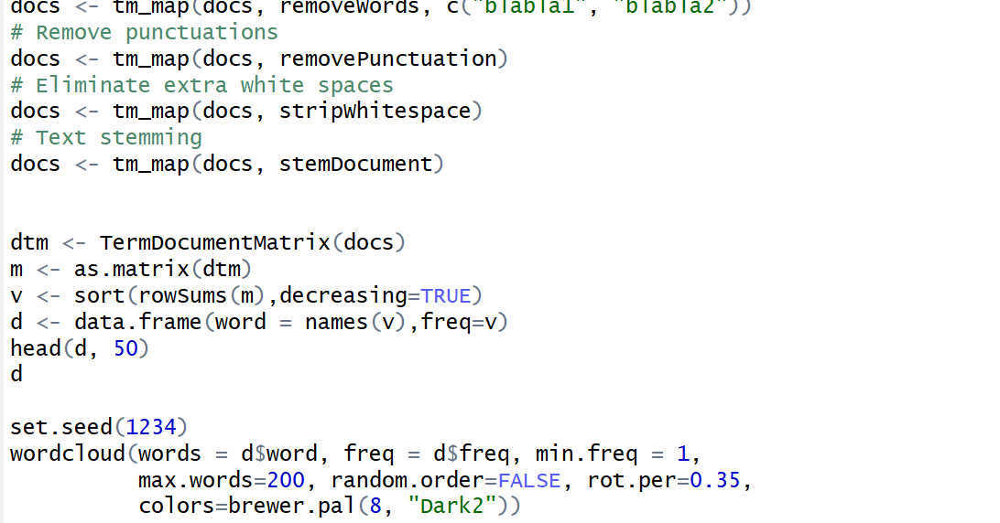 docs <- tm_map(docs, removeWords, c("blabla1", "blabla2"))
# Remove punctuations
docs <- tm_map(docs, removePunctuation)
# Eliminate extra white spaces
docs <- tm_map(docs, stripWhitespace)
# Text stemming
docs <- tm_map(docs, stemDocument)
dtm <- TermDocumentMatrix(docs)
m <- as.matrix(dtm)
v <- sort(rowSums(m),decreasing=TRUE)
d <- data.frame(word = names(v),freq=v)
head(d, 50)
d
set.seed(1234)
wordcloud(words = d$word, freq = d$freq, min.freq = 1,
max.words=200, random.order=FALSE, rot.per=0.35,
colors=brewer.pal(8, "Dark2"))